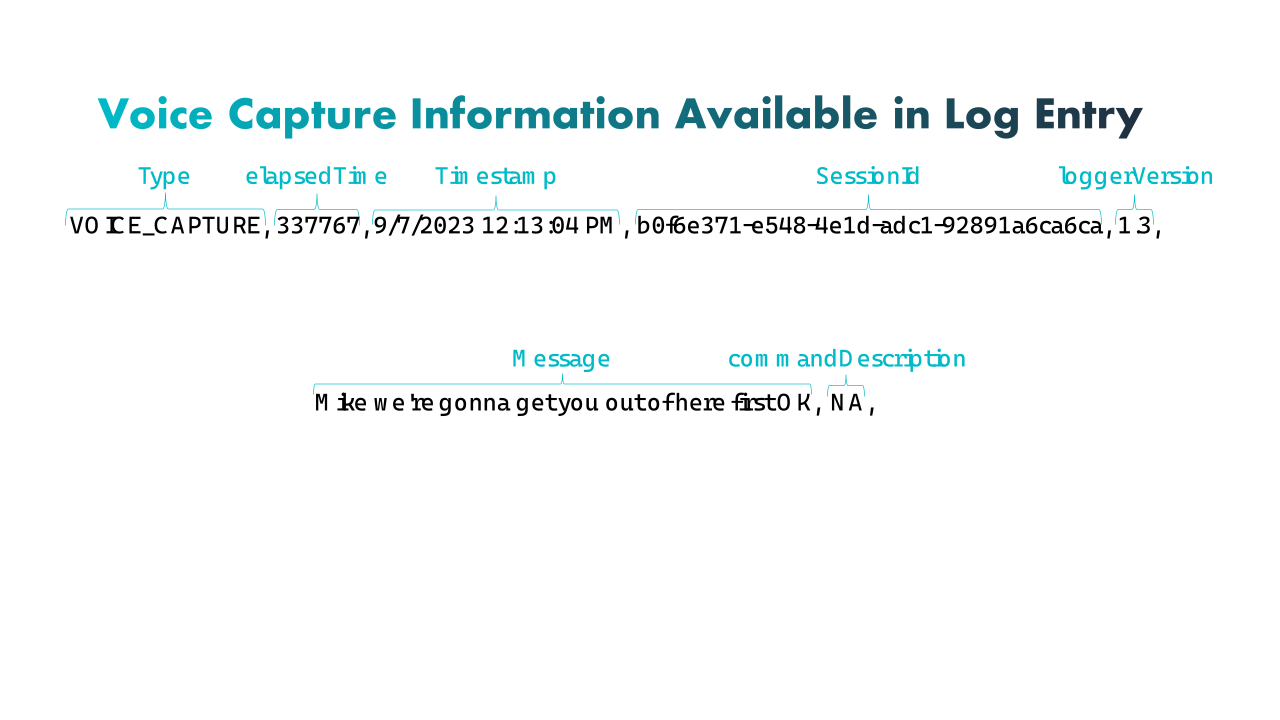 Voice Capture Information Available in Log Entry
Type elapsedTime Timestamp SessionId loggerVersion
VOICE_CAPTURE,337767,9/7/2023 12:13:04 PM,b0f6e371-e548-4e1d-adc1-92891a6ca6ca,1.3,
Message commandDescription
Mike we're gonna get you out of here first OK,NA,